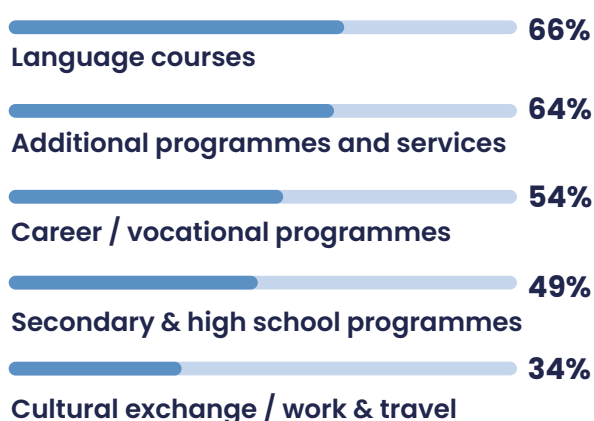 66%
Language courses
64%
Additional programmes and services
54%
Career / vocational programmes
49%
Secondary & high school programmes
34%
Cultural exchange / work & travel